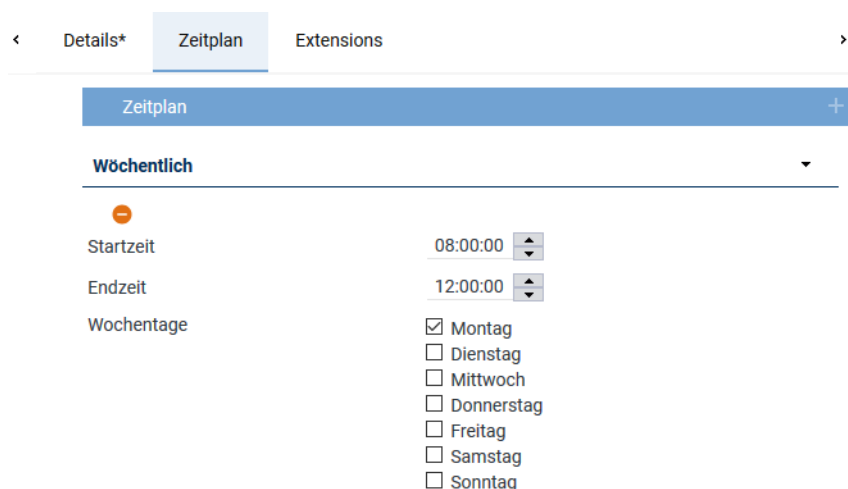 Details* Zeitplan Extensions
Zeitplan
Wöchentlich
Startzeit 08:00:00
Endzeit 12:00:00
Wochentage Montag
Dienstag
Mittwoch
Donnerstag
Freitag
Samstag
Sonntag